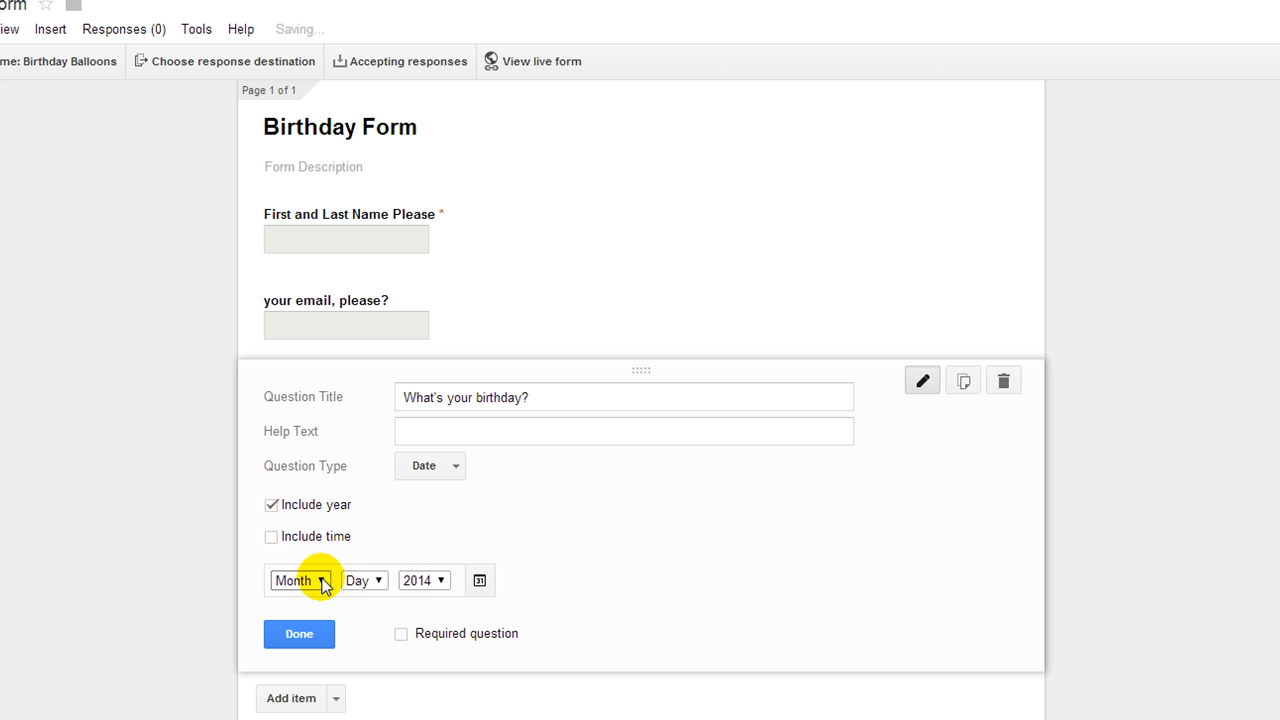 orm
iew Insert Responses (0) Tools Help Saving...
me: Birthday Balloons Choose response destination Accepting responses View live form
Page 1 of 1
Birthday Form
Form Description
First and Last Name Please *
your email, please?
Question Title What's your birthday?
Help Text
Question Type Date
Include year
Include time
Month Day 2014 31
Done Required question
Add item